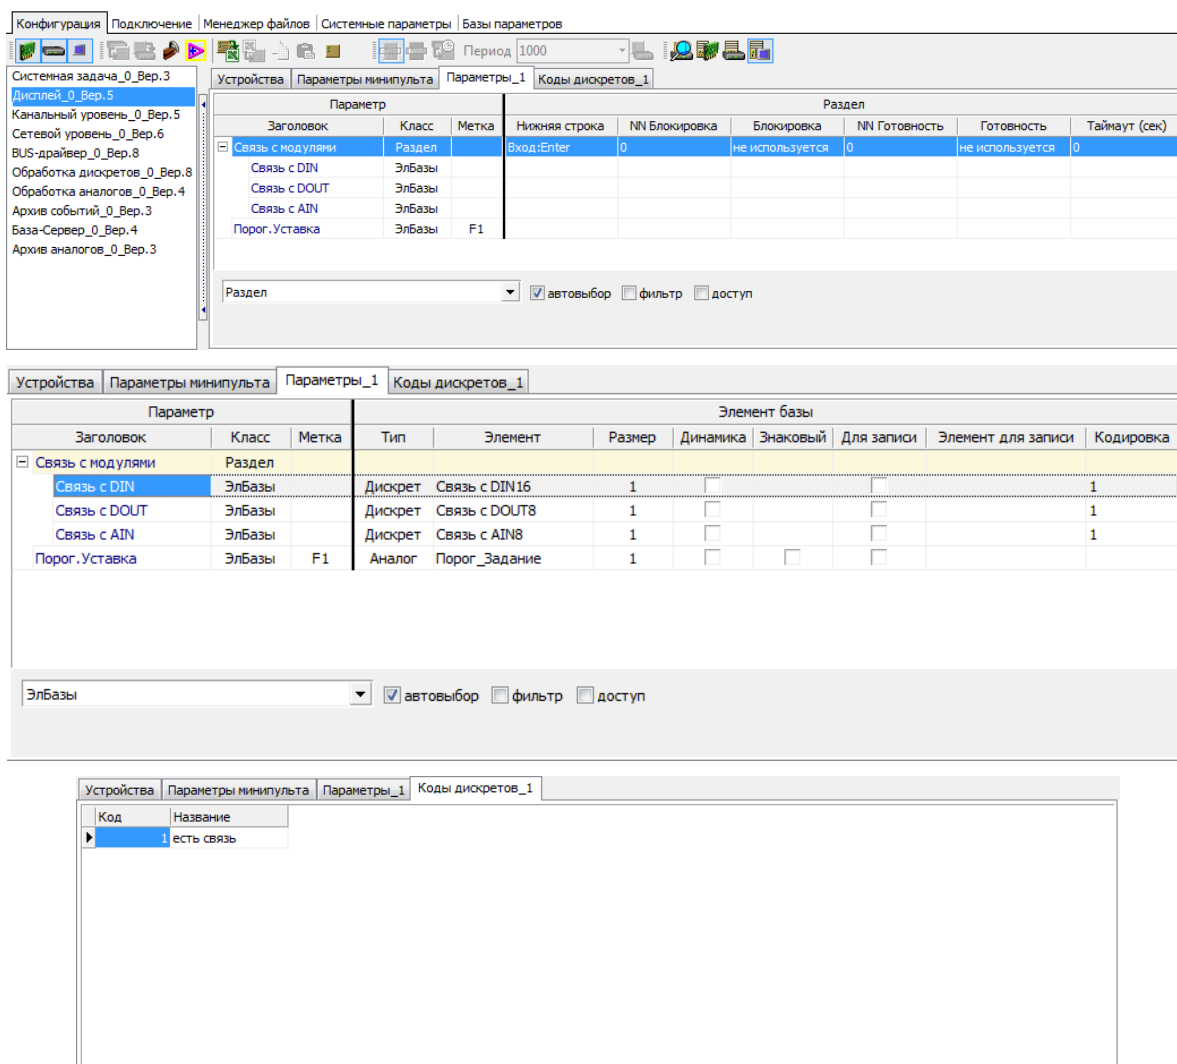 Конфигурация Подключение Менеджер файлов Системные параметры Базы параметров
Период 1000
Системная задача_0_Вер.3
Дисплей_0_Вер.5
Канальный уровень_0_Вер.5
Сетевой уровень_0_Вер.6
BUS-драйвер_0_Вер.8
Обработка дискретов_0_Вер.8
Обработка аналогов_0_Вер.4
Архив событий_0_Вер.3
База-Сервер_0_Вер.4
Архив аналогов_0_Вер.3
Устройства Параметры минипульта Параметры_1 Коды дискретов_1
Параметр Раздел
Заголовок Класс Метка Нижняя строка NN Блокировка Блокировка NN Готовность Готовность Таймаут (сек)
Связь с модулями Раздел Вход:Enter 0 не используется 0 не используется 0
Связь с DIN ЭлБазы
Связь с DOUT ЭлБазы
Связь с AIN ЭлБазы
Порог.Уставка ЭлБазы F1
Раздел автовыбор фильтр доступ
Устройства Параметры минипульта Параметры_1 Коды дискретов_1
Параметр Элемент базы
Заголовок Класс Метка Тип Элемент Размер Динамика Знаковый Для записи Элемент для записи Кодировка
Связь с модулями Раздел
Связь с DIN ЭлБазы Дискрет Связь с DIN16 1 1
Связь с DOUT ЭлБазы Дискрет Связь с DOUT8 1 1
Связь с AIN ЭлБазы Дискрет Связь с AIN8 1 1
Порог.Уставка ЭлБазы F1 Аналог Порог_Задание 1
ЭлБазы автовыбор фильтр доступ
Устройства Параметры минипульта Параметры_1 Коды дискретов_1
Код Название
1 есть связь